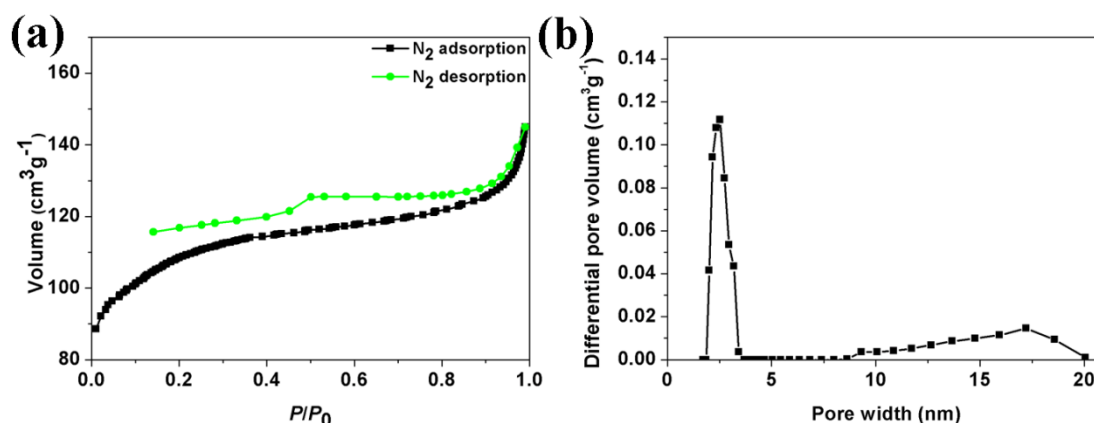 (a)
N2 adsorption
N2 desorption
Volume (cm3g-1)
160
140
120
100
80
0.0 0.2 0.4 0.6 0.8 1.0
P/P0
(b)
Differential pore volume (cm3g-1)
0.14
0.12
0.10
0.08
0.06
0.04
0.02
0.00
0 5 10 15 20
Pore width (nm)